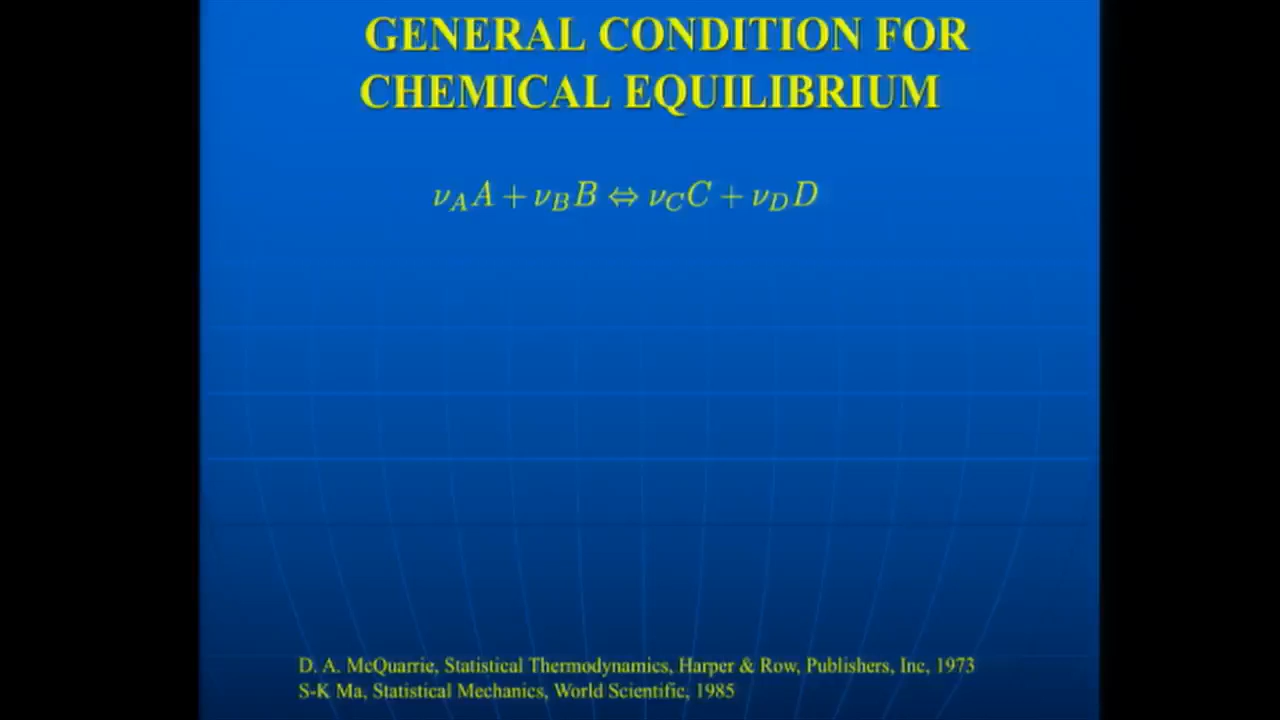 GENERAL CONDITION FOR
CHEMICAL EQUILIBRIUM
ν_A A + ν_B B ⇔ ν_C C + ν_D D
D. A. McQuarrie, Statistical Thermodynamics, Harper & Row, Publishers, Inc, 1973
S-K Ma, Statistical Mechanics, World Scientific, 1985